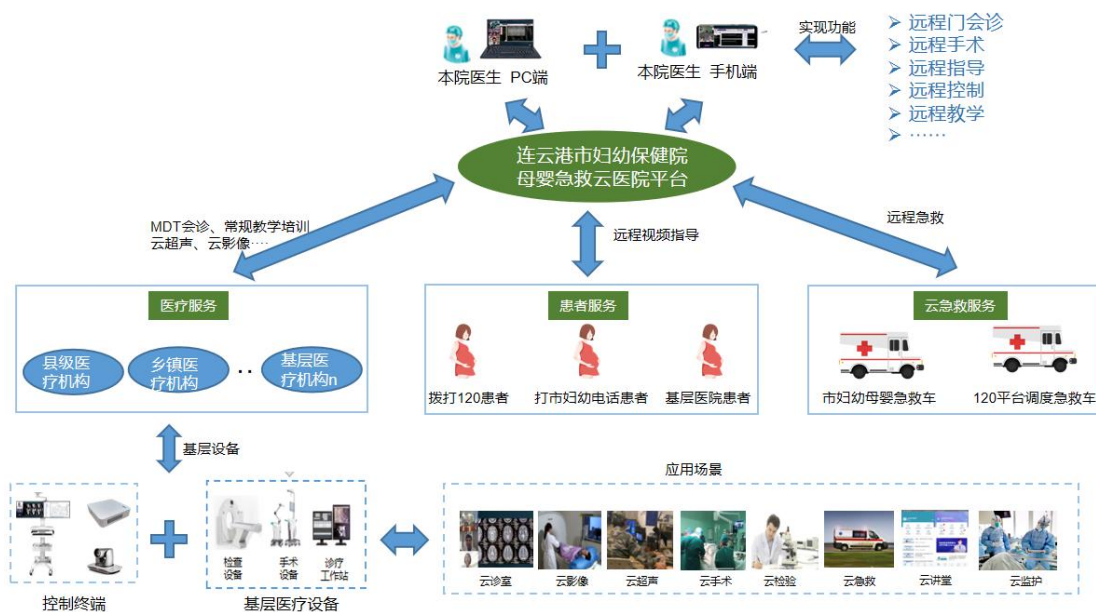 本院医生 PC端
本院医生 手机端
实现功能
远程门会诊
远程手术
远程指导
远程控制
远程教学
……
连云港市妇幼保健院
母婴急救云医院平台
MDT会诊、常规教学培训
云超声、云影像····
远程视频指导
远程急救
医疗服务
县级医
疗机构
乡镇医
疗机构
··
基层医
疗机构n
患者服务
拨打120患者
打市妇幼电话患者
基层医院患者
云急救服务
市妇幼母婴急救车
120平台调度急救车
基层设备
应用场景
检查
设备
手术
设备
诊疗
工作站
控制终端
基层医疗设备
云诊室
云影像
云超声
云手术
云检验
云急救
云讲堂
云监护